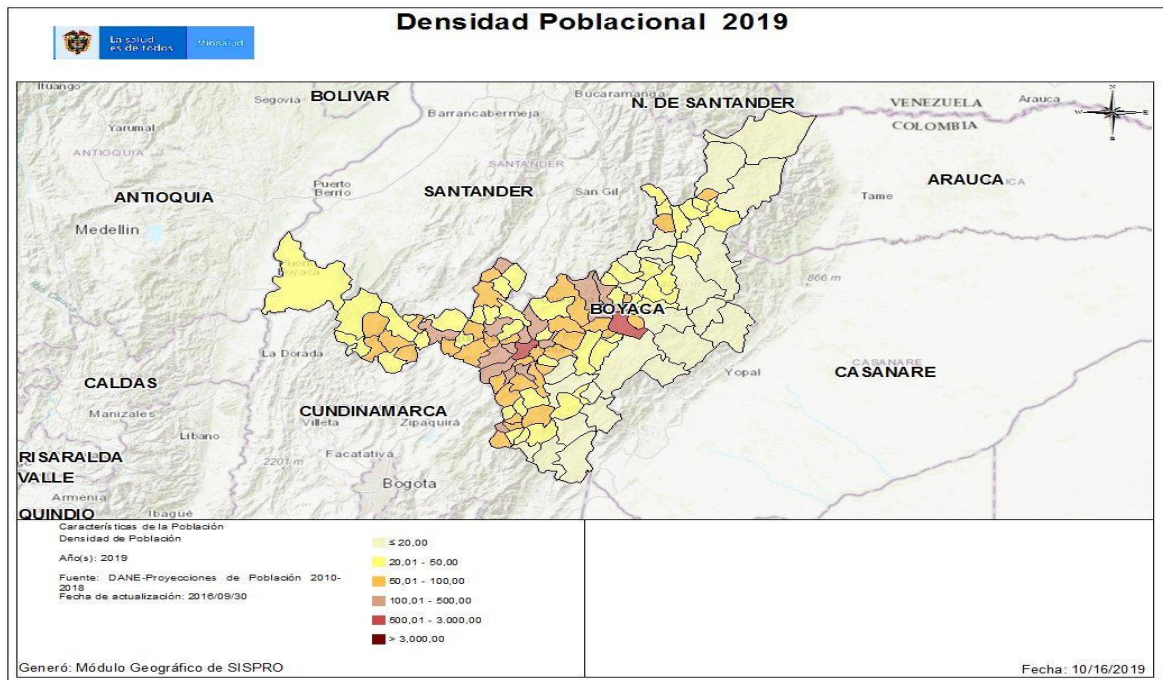 Densidad Poblacional 2019
La salud
es de todos
Minsalud
Ituango
Segovia
BOLIVAR
Bucaramanga
N. DE SANTANDER
VENEZUELA
Arauca
Yarumal
Barrancabermeja
COLOMBIA
N
W
E
S
ANTIOQUIA
SANTANDER
ANTIOQUIA
Puerto
Berrío
SANTANDER
San Gil
ARAUCA
Tame
Medellin
Puerto
Boyacá
866 m
BOYACA
La Dorada
CALDAS
Yopal
CASANARE
CASANARE
Manizales
CUNDINAMARCA
Villeta
Zipaquirá
Líbano
RISARALDA
2201 m
Facatativá
VALLE
Bogota
Armenia
QUINDIO
Ibagué
Características de la Población
Densidad de Población
Año(s): 2019
Fuente: DANE-Proyecciones de Población 2010-
2018
Fecha de actualización: 2016/09/30
≤ 20,00
20,01 - 50,00
50,01 - 100,00
100,01 - 500,00
500,01 - 3.000,00
> 3,000,00
Generó: Módulo Geográfico de SISPRO
Fecha: 10/16/2019